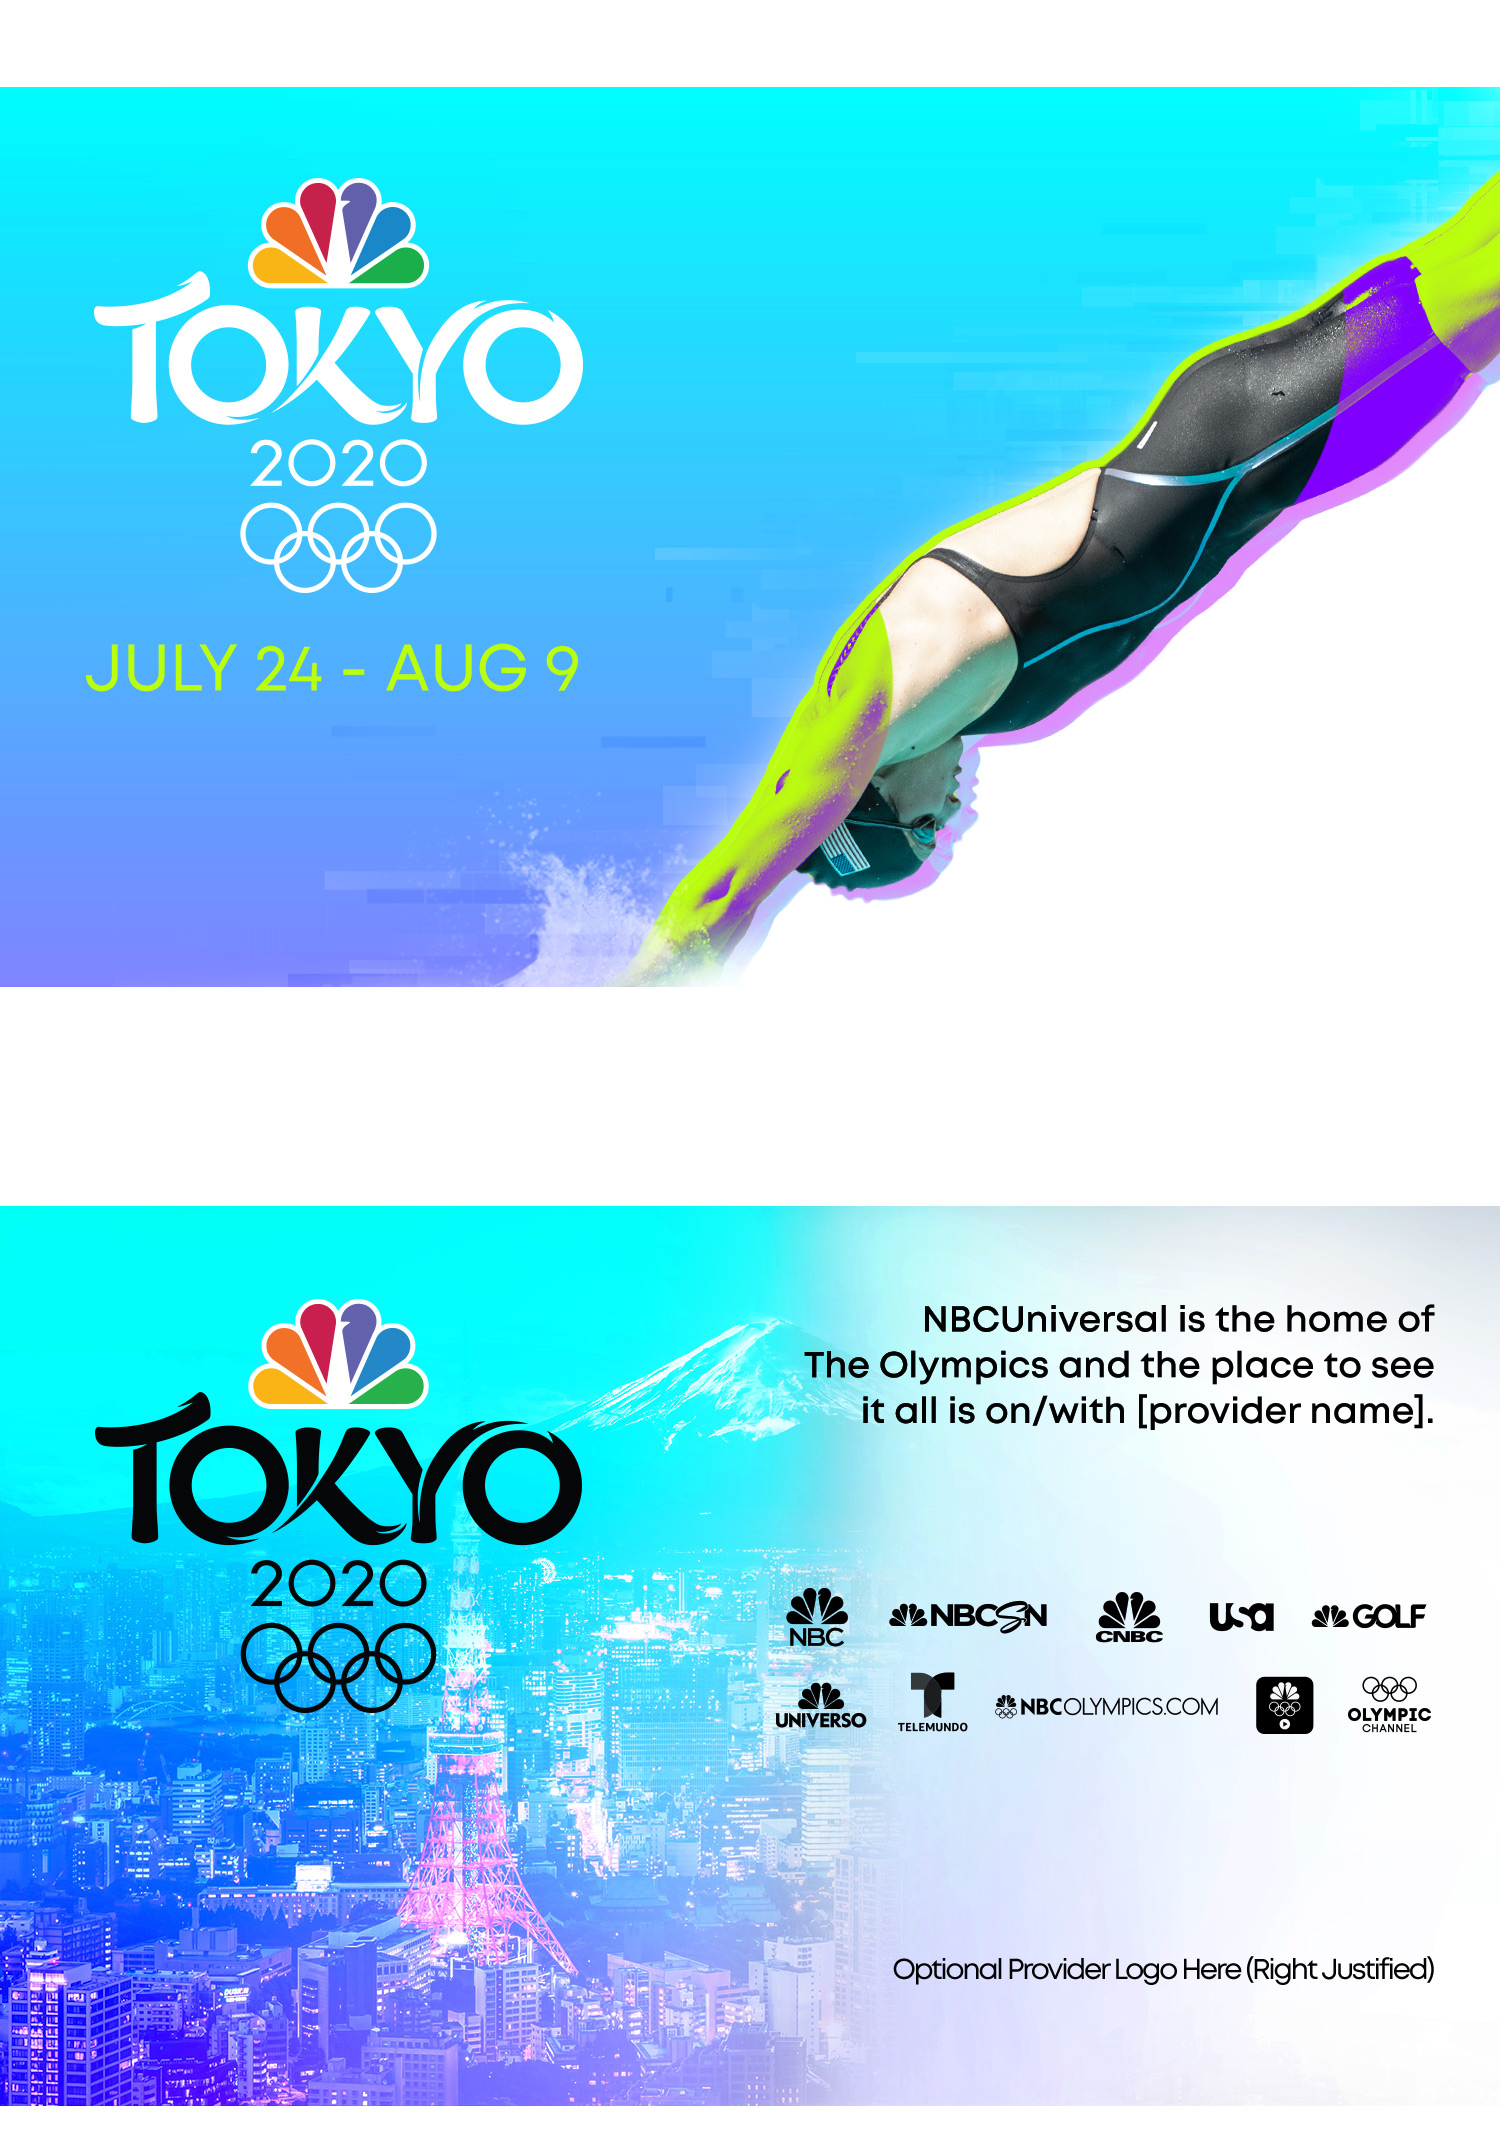 TOKYO
2020
JULY 24 - AUG 9
TOKYO
2020
NBCUniversal is the home of
The Olympics and the place to see
it all is on/with [provider name].
NBC
NBCSN
CNBC
usa
GOLF
UNIVERSO
TELEMUNDO
NBCOLYMPICS.COM
OLYMPIC
CHANNEL
Optional Provider Logo Here (Right Justified)